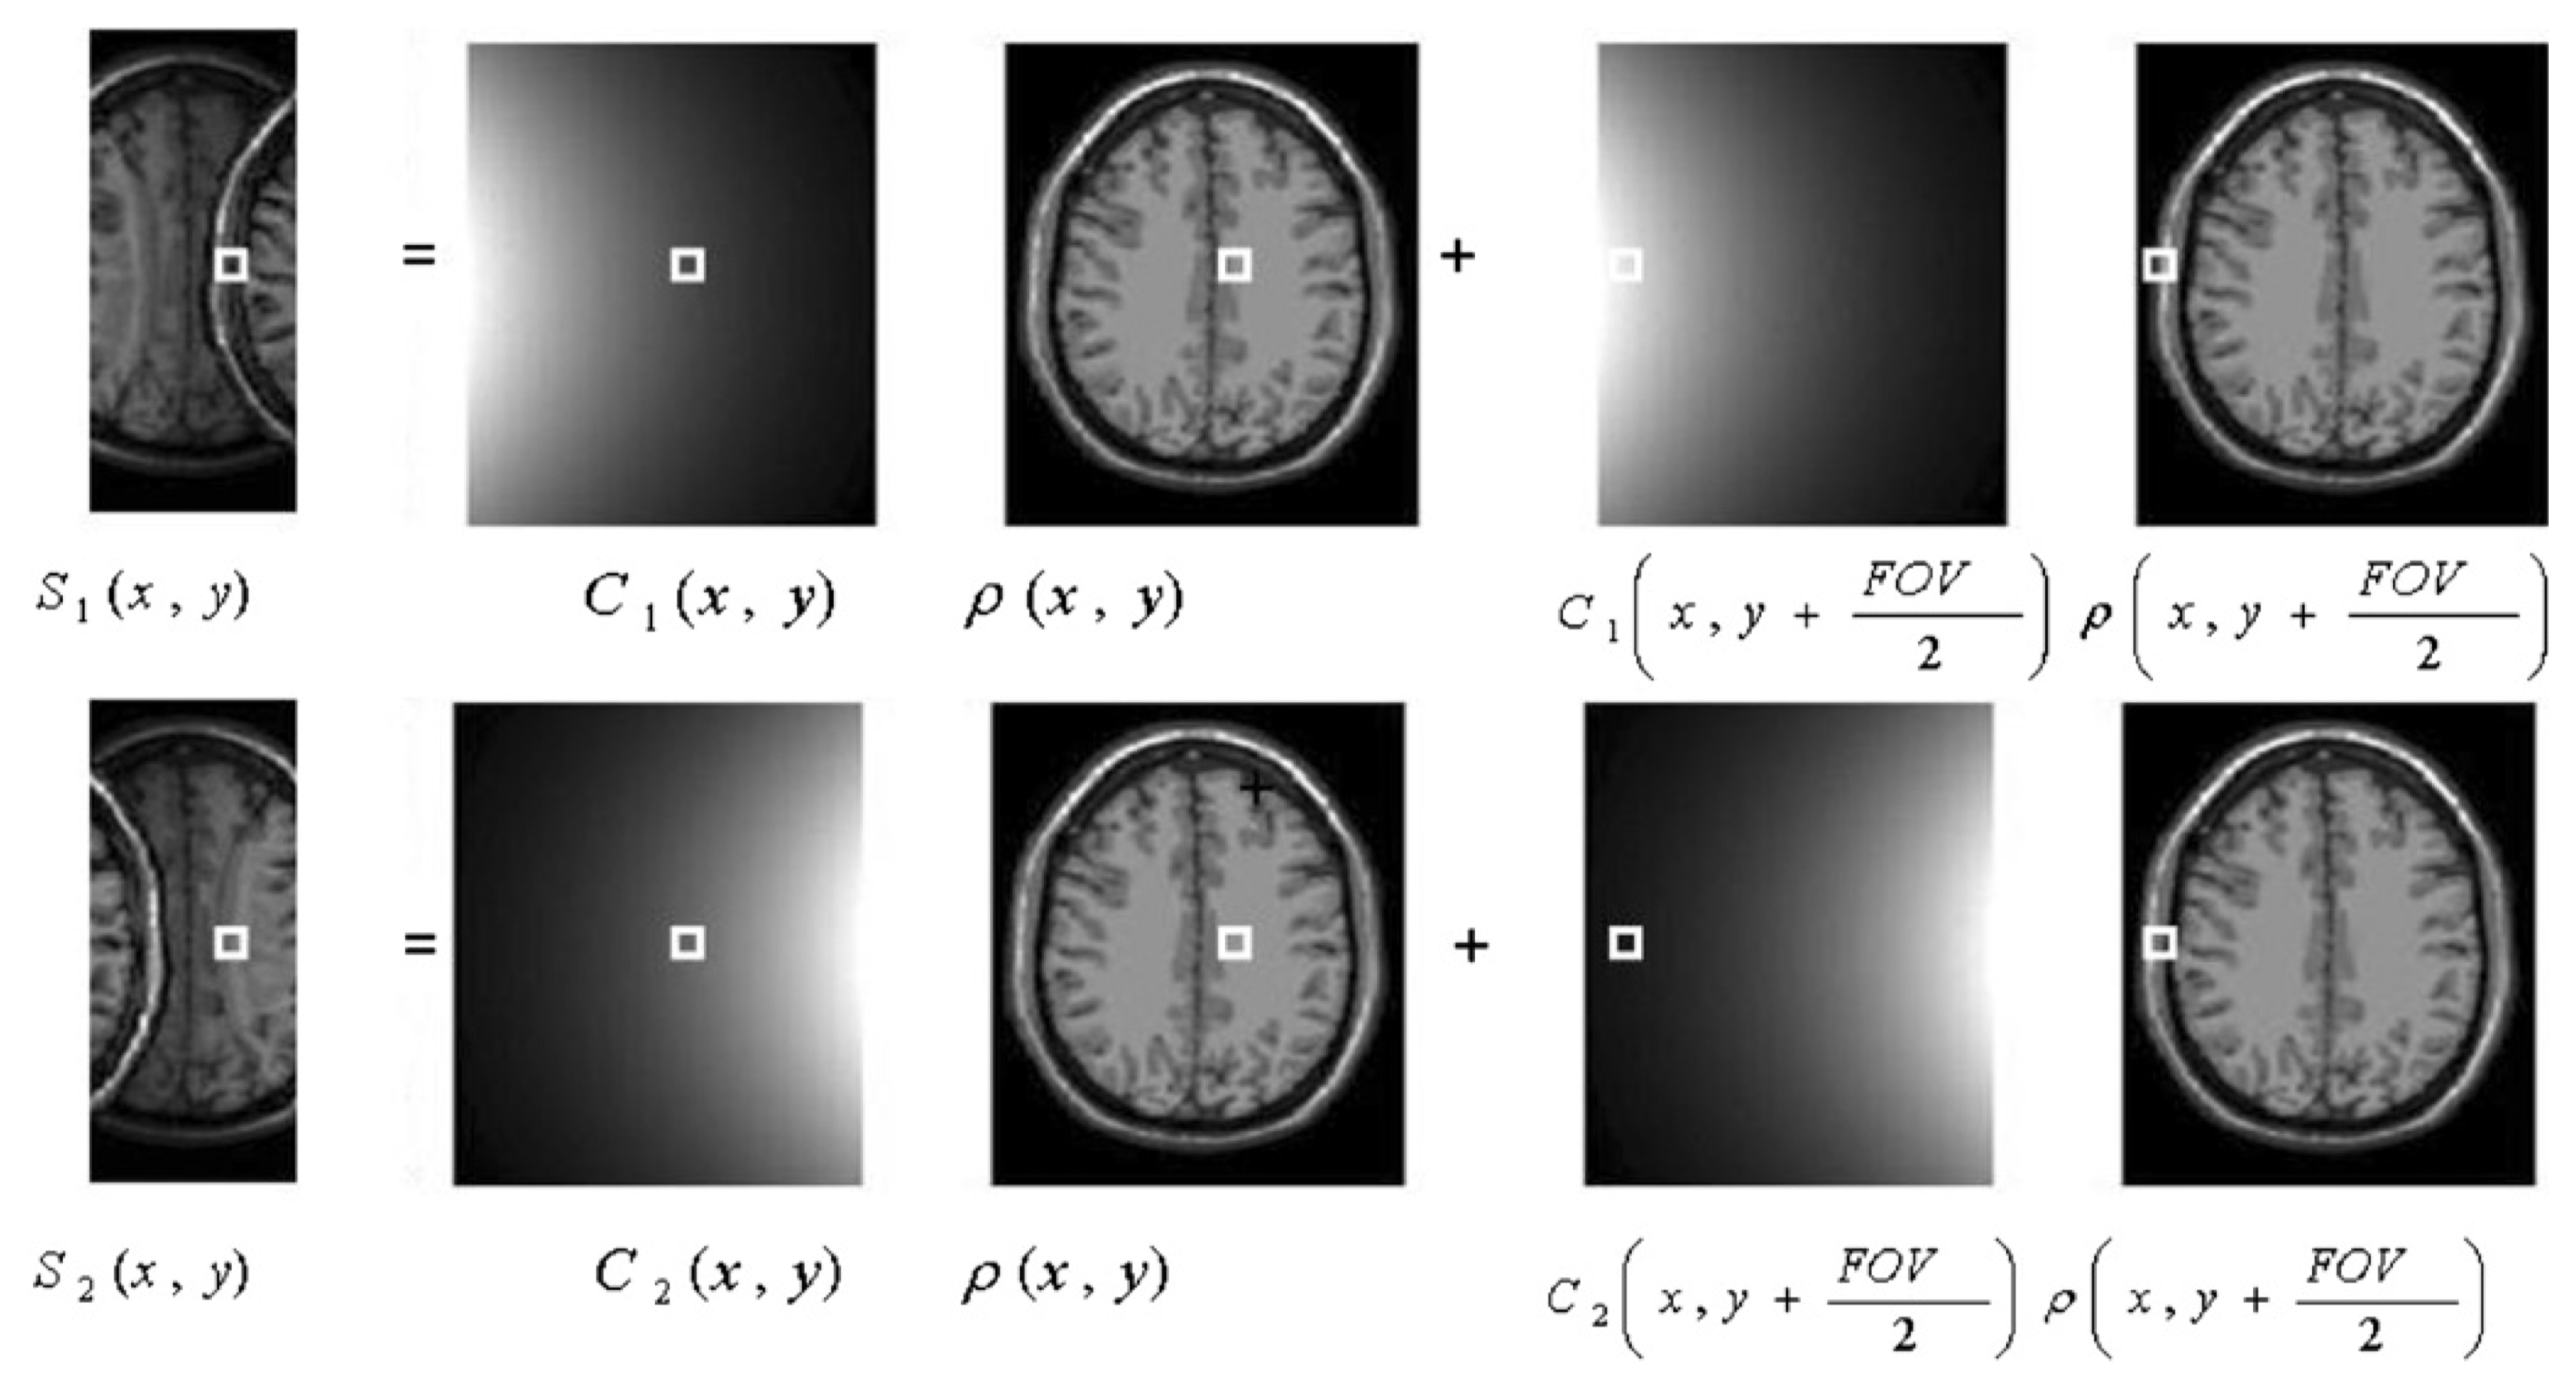 = +
S₁(x, y) C₁(x, y) ρ(x, y) C₁(x, y + FOV/2) ρ(x, y + FOV/2)
+
= +
S₂(x, y) C₂(x, y) ρ(x, y) C₂(x, y + FOV/2) ρ(x, y + FOV/2)